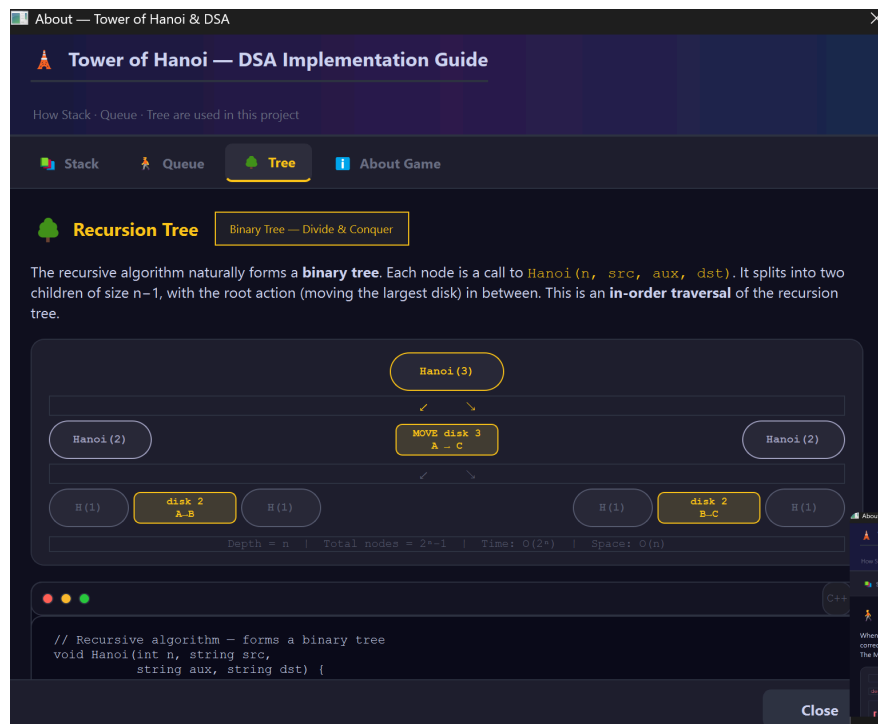 About — Tower of Hanoi & DSA
Tower of Hanoi — DSA Implementation Guide
How Stack · Queue · Tree are used in this project
Stack Queue Tree About Game
Recursion Tree Binary Tree — Divide & Conquer
The recursive algorithm naturally forms a binary tree. Each node is a call to Hanoi(n, src, aux, dst). It splits into two
children of size n−1, with the root action (moving the largest disk) in between. This is an in-order traversal of the recursion
tree.
Hanoi(3)
↙ ↘
Hanoi(2) MOVE disk 3 Hanoi(2)
A → C
↙ ↘
H(1) disk 2 H(1) H(1) disk 2 H(1)
A→B B→C
Depth = n | Total nodes = 2ⁿ−1 | Time: O(2ⁿ) | Space: O(n)
C++
// Recursive algorithm — forms a binary tree
void Hanoi(int n, string src,
string aux, string dst) {
Close
Abou
How S
When
correc
The M